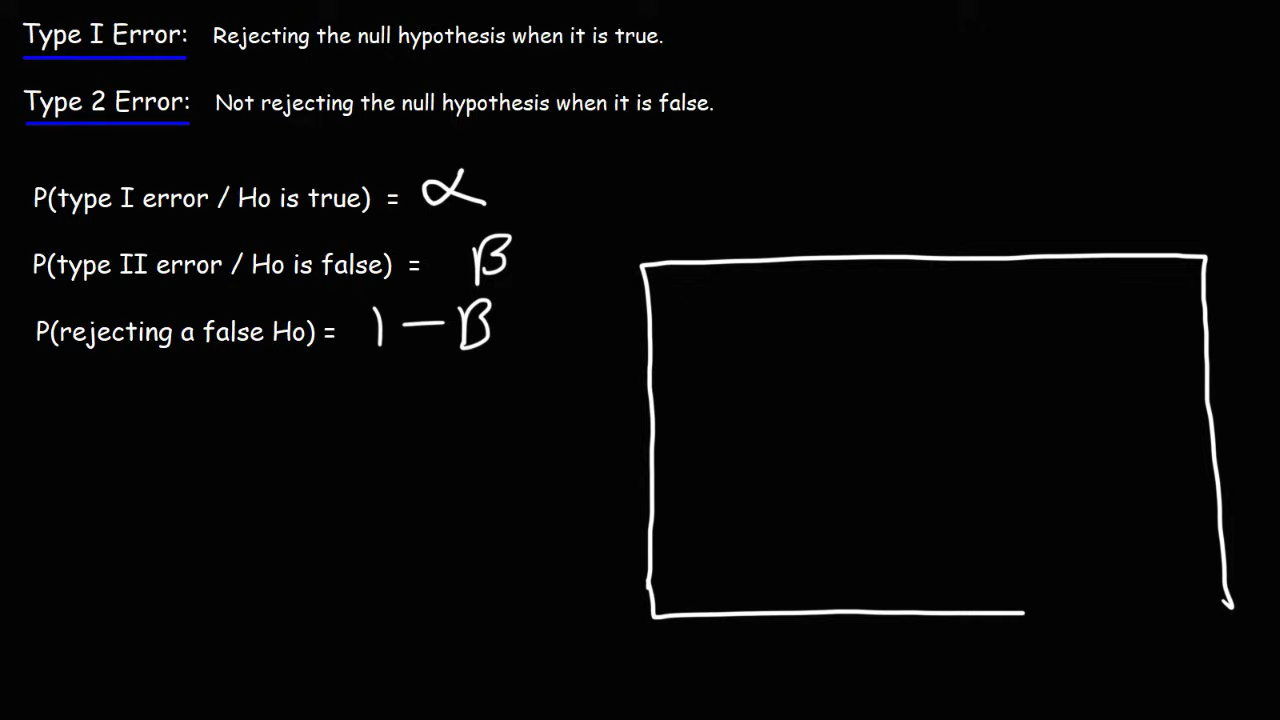 Type I Error: Rejecting the null hypothesis when it is true.
Type 2 Error: Not rejecting the null hypothesis when it is false.
P(type I error / Ho is true) = α
P(type II error / Ho is false) = β
P(rejecting a false Ho) = 1 - β